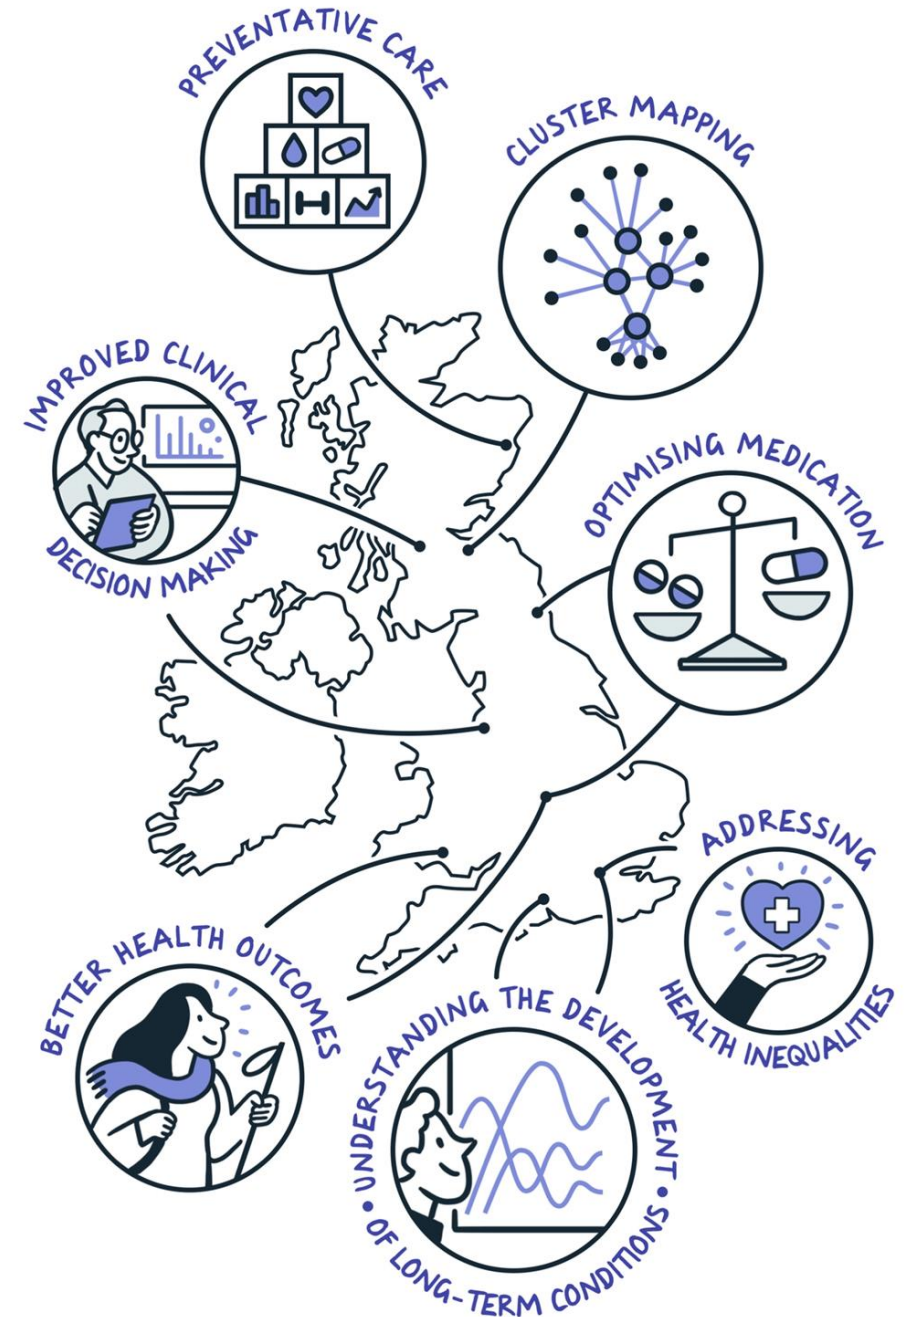 PREVENTATIVE CARE
CLUSTER MAPPING
IMPROVED CLINICAL
DECISION MAKING
OPTIMISING MEDICATION
ADDRESSING
HEALTH INEQUALITIES
BETTER HEALTH OUTCOMES
• UNDERSTANDING THE DEVELOPMENT •
OF LONG-TERM CONDITIONS